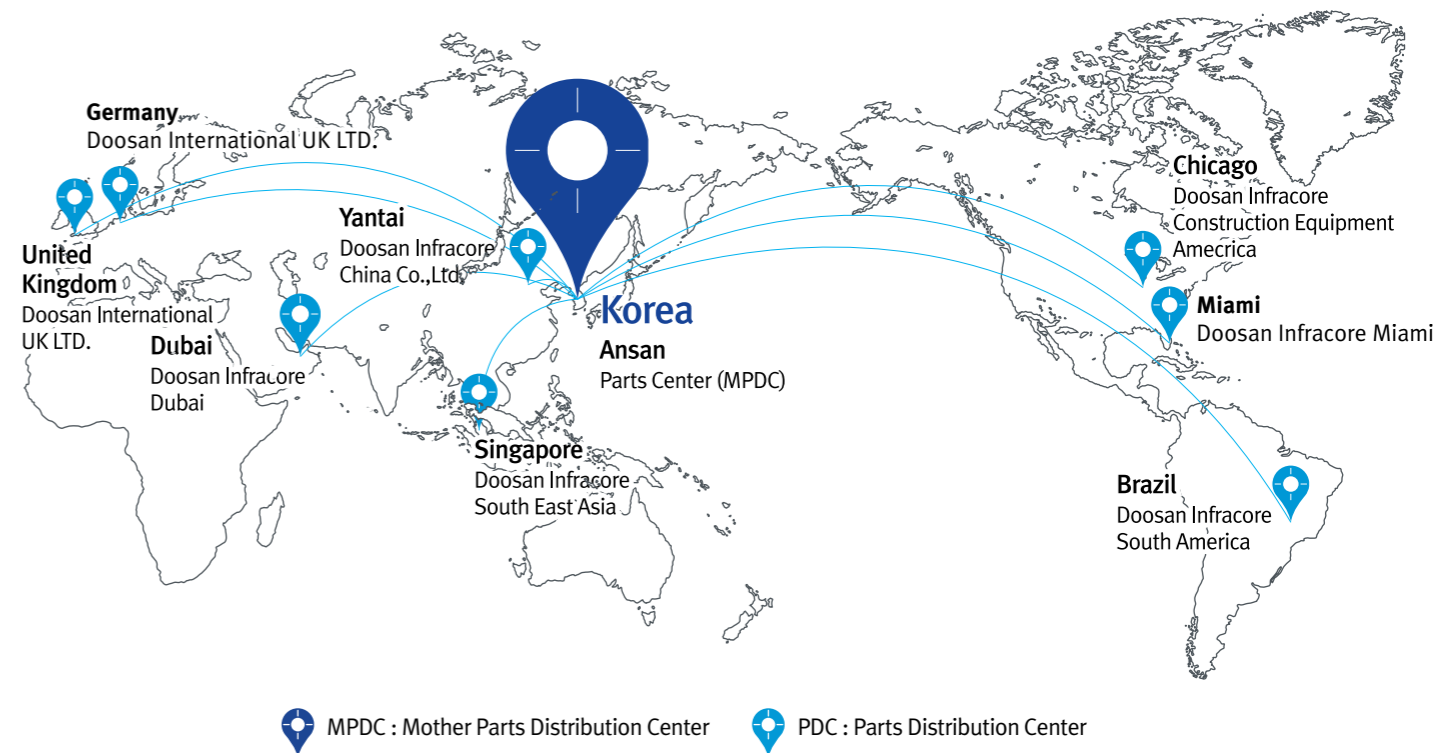 Germany
Doosan International UK LTD.
United
Kingdom
Doosan International
UK LTD.
Yantai
Doosan Infracore
China Co.,Ltd.
Dubai
Doosan Infracore
Dubai
Korea
Ansan
Parts Center (MPDC)
Singapore
Doosan Infracore
South East Asia
Chicago
Doosan Infracore
Construction Equipment
Amecrica
Miami
Doosan Infracore Miami
Brazil
Doosan Infracore
South America
MPDC : Mother Parts Distribution Center
PDC : Parts Distribution Center